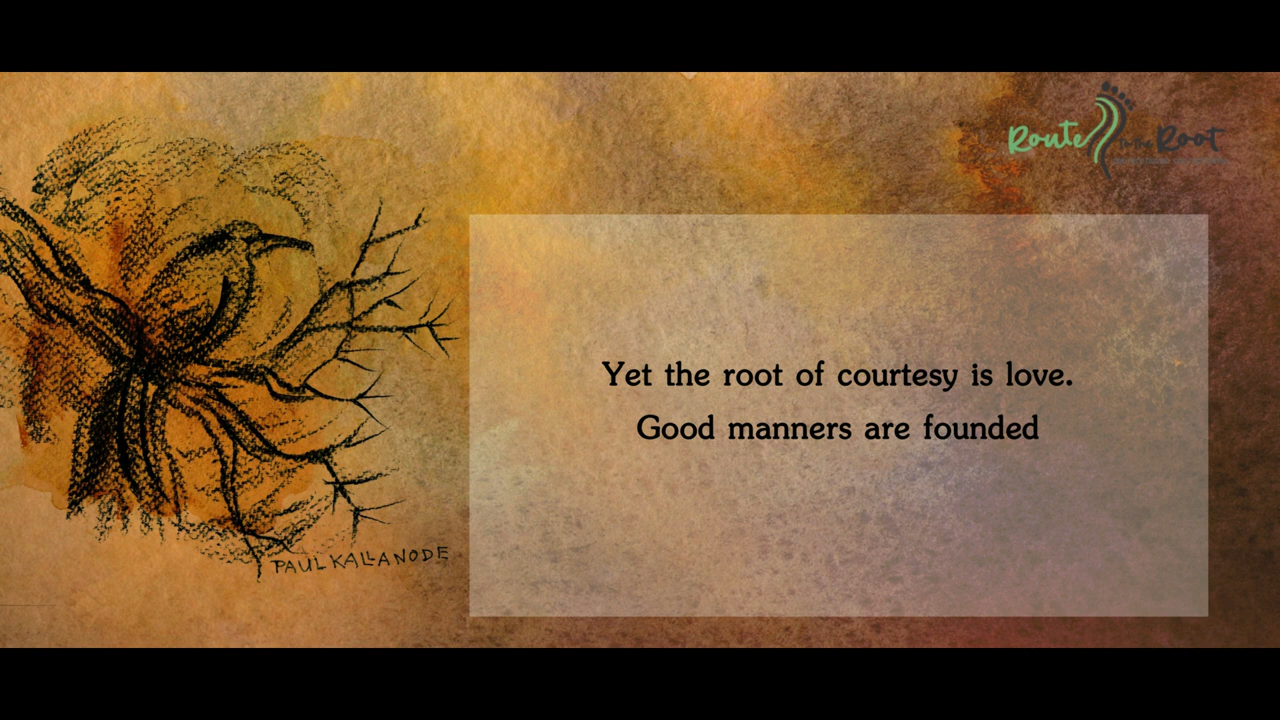 Route to the Root
Yet the root of courtesy is love.
Good manners are founded
PAUL KALLANODE